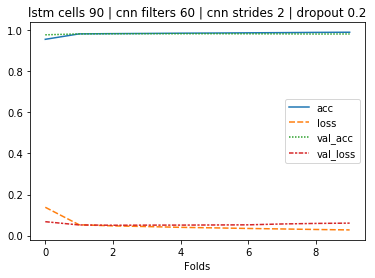 lstm cells 90 | cnn filters 60 | cnn strides 2 | dropout 0.2
1.0
0.8
0.6
0.4
0.2
0.0
acc
loss
val_acc
val_loss
0 2 4 6 8
Folds